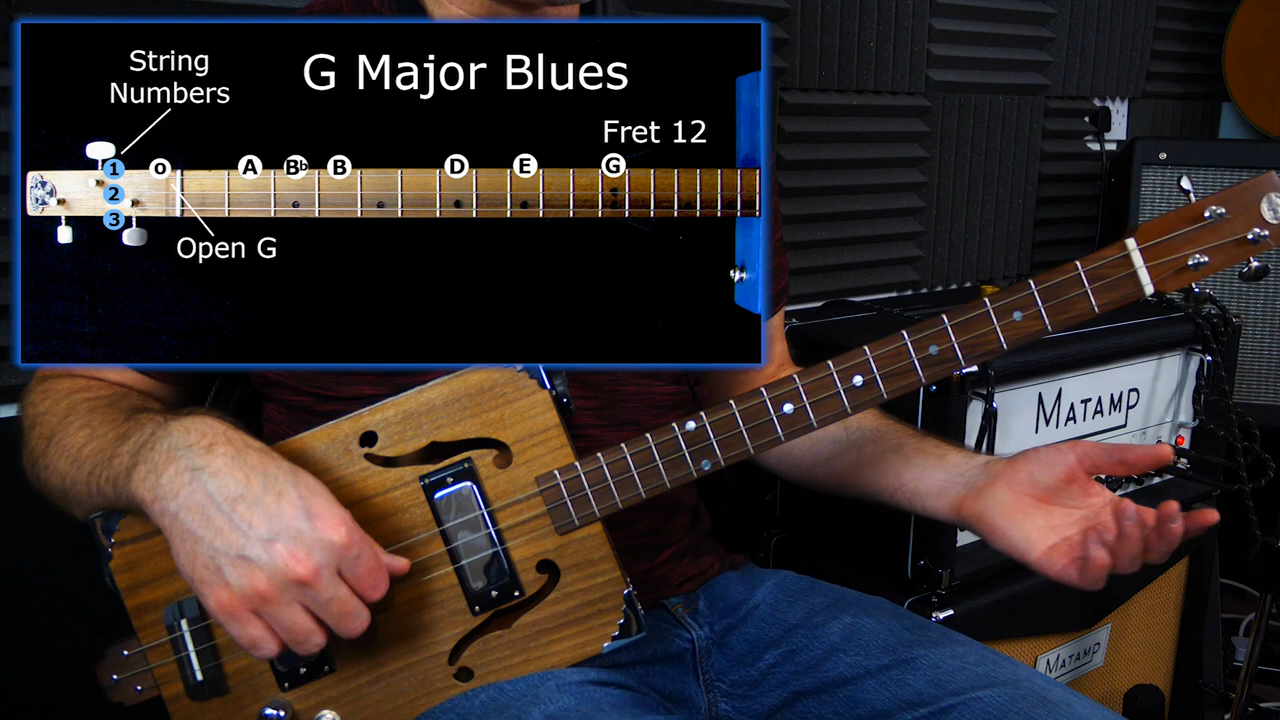 String
Numbers
G Major Blues
Fret 12
1
o
A
Bb
B
D
E
G
2
3
Open G
MATAMP
MATAMP